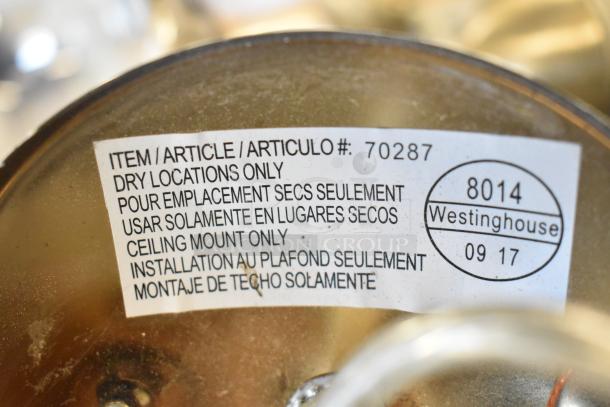 ITEM / ARTICLE / ARTICULO #: 70287
DRY LOCATIONS ONLY
POUR EMPLACEMENT SECS SEULEMENT
USAR SOLAMENTE EN LUGARES SECOS
CEILING MOUNT ONLY
INSTALLATION AU PLAFOND SEULEMENT
MONTAJE DE TECHO SOLAMENTE
8014
Westinghouse
09 17
GROUP